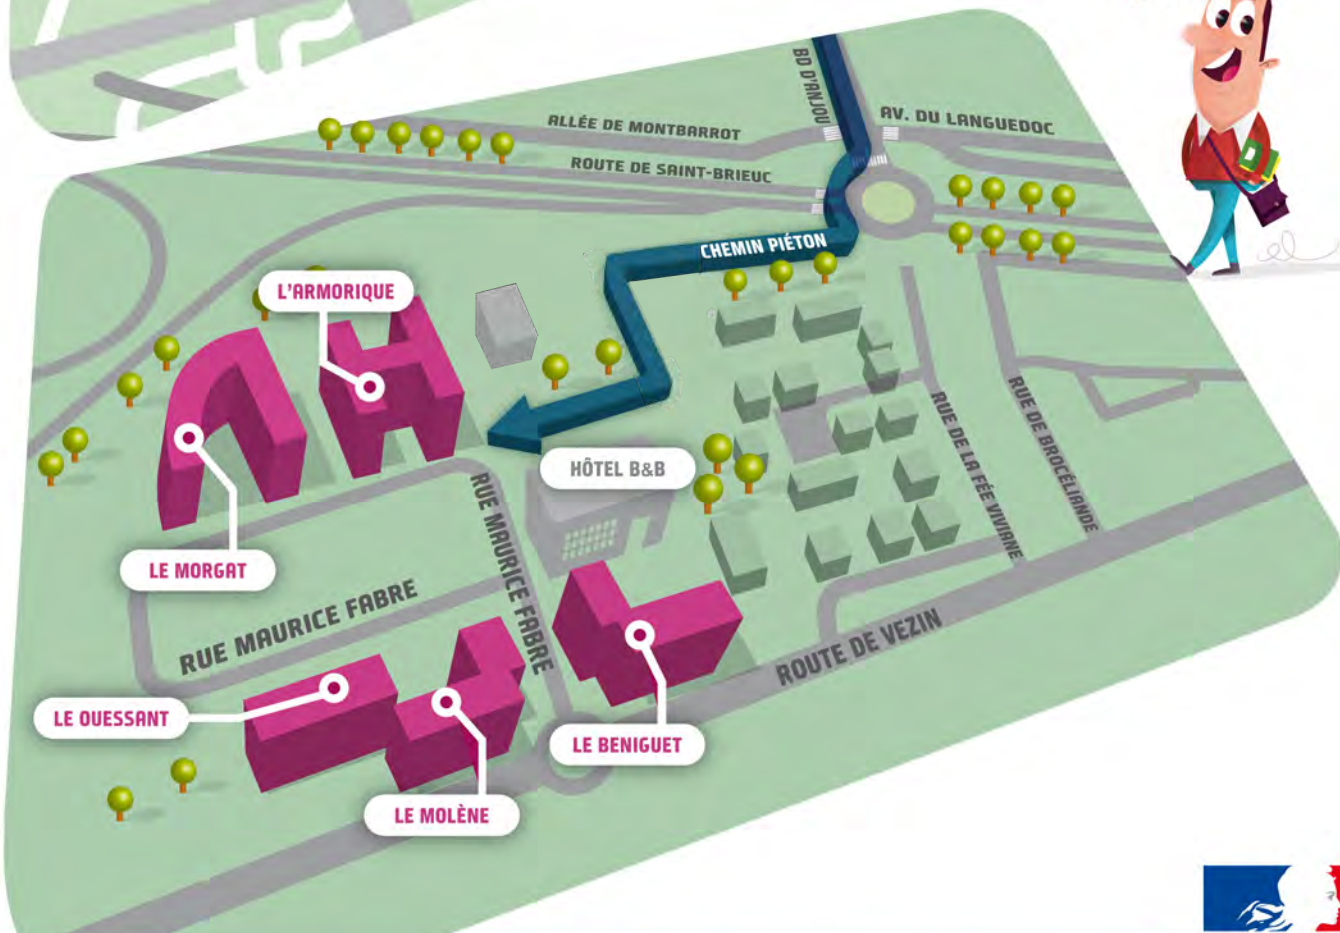 BD D'ANJOU
ALLÉE DE MONTBARROT
AV. DU LANGUEDOC
ROUTE DE SAINT-BRIEUC
CHEMIN PIÉTON
L'ARMORIQUE
HÔTEL B&B
RUE DE LA FÉE VIVIANE
RUE DE BROCÉLIANDE
LE MORGAT
RUE MAURICE FABRE
RUE MAURICE FABRE
ROUTE DE VEZIN
LE OUESSANT
LE BENIGUET
LE MOLÈNE
D